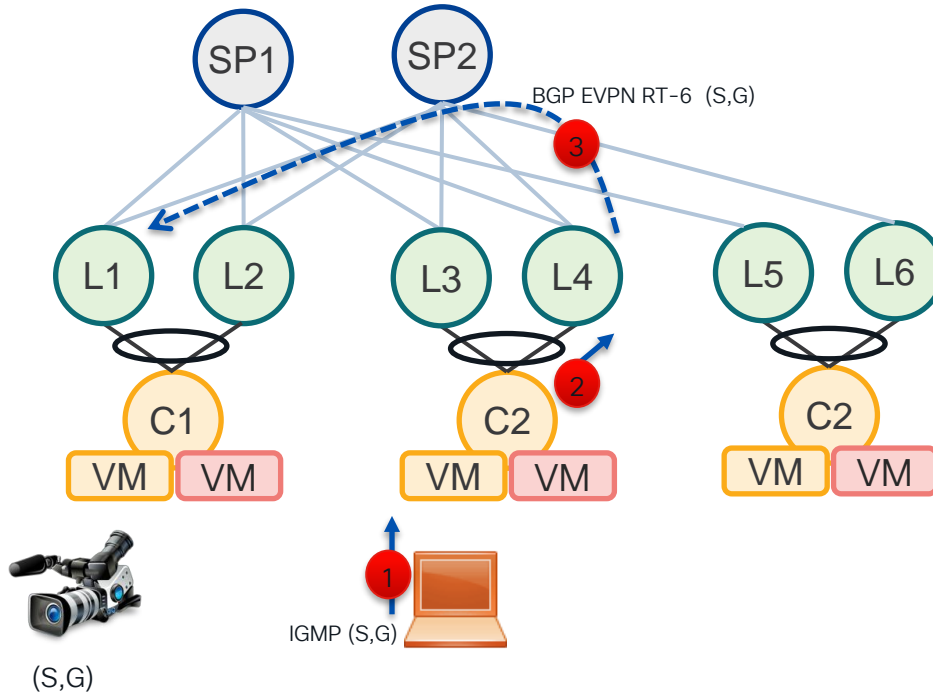 SP1
SP2
BGP EVPN RT-6 (S,G)
3
L1
L2
L3
L4
L5
L6
2
C1
C2
C2
VM
VM
VM
VM
VM
VM
1
IGMP (S,G)
(S,G)